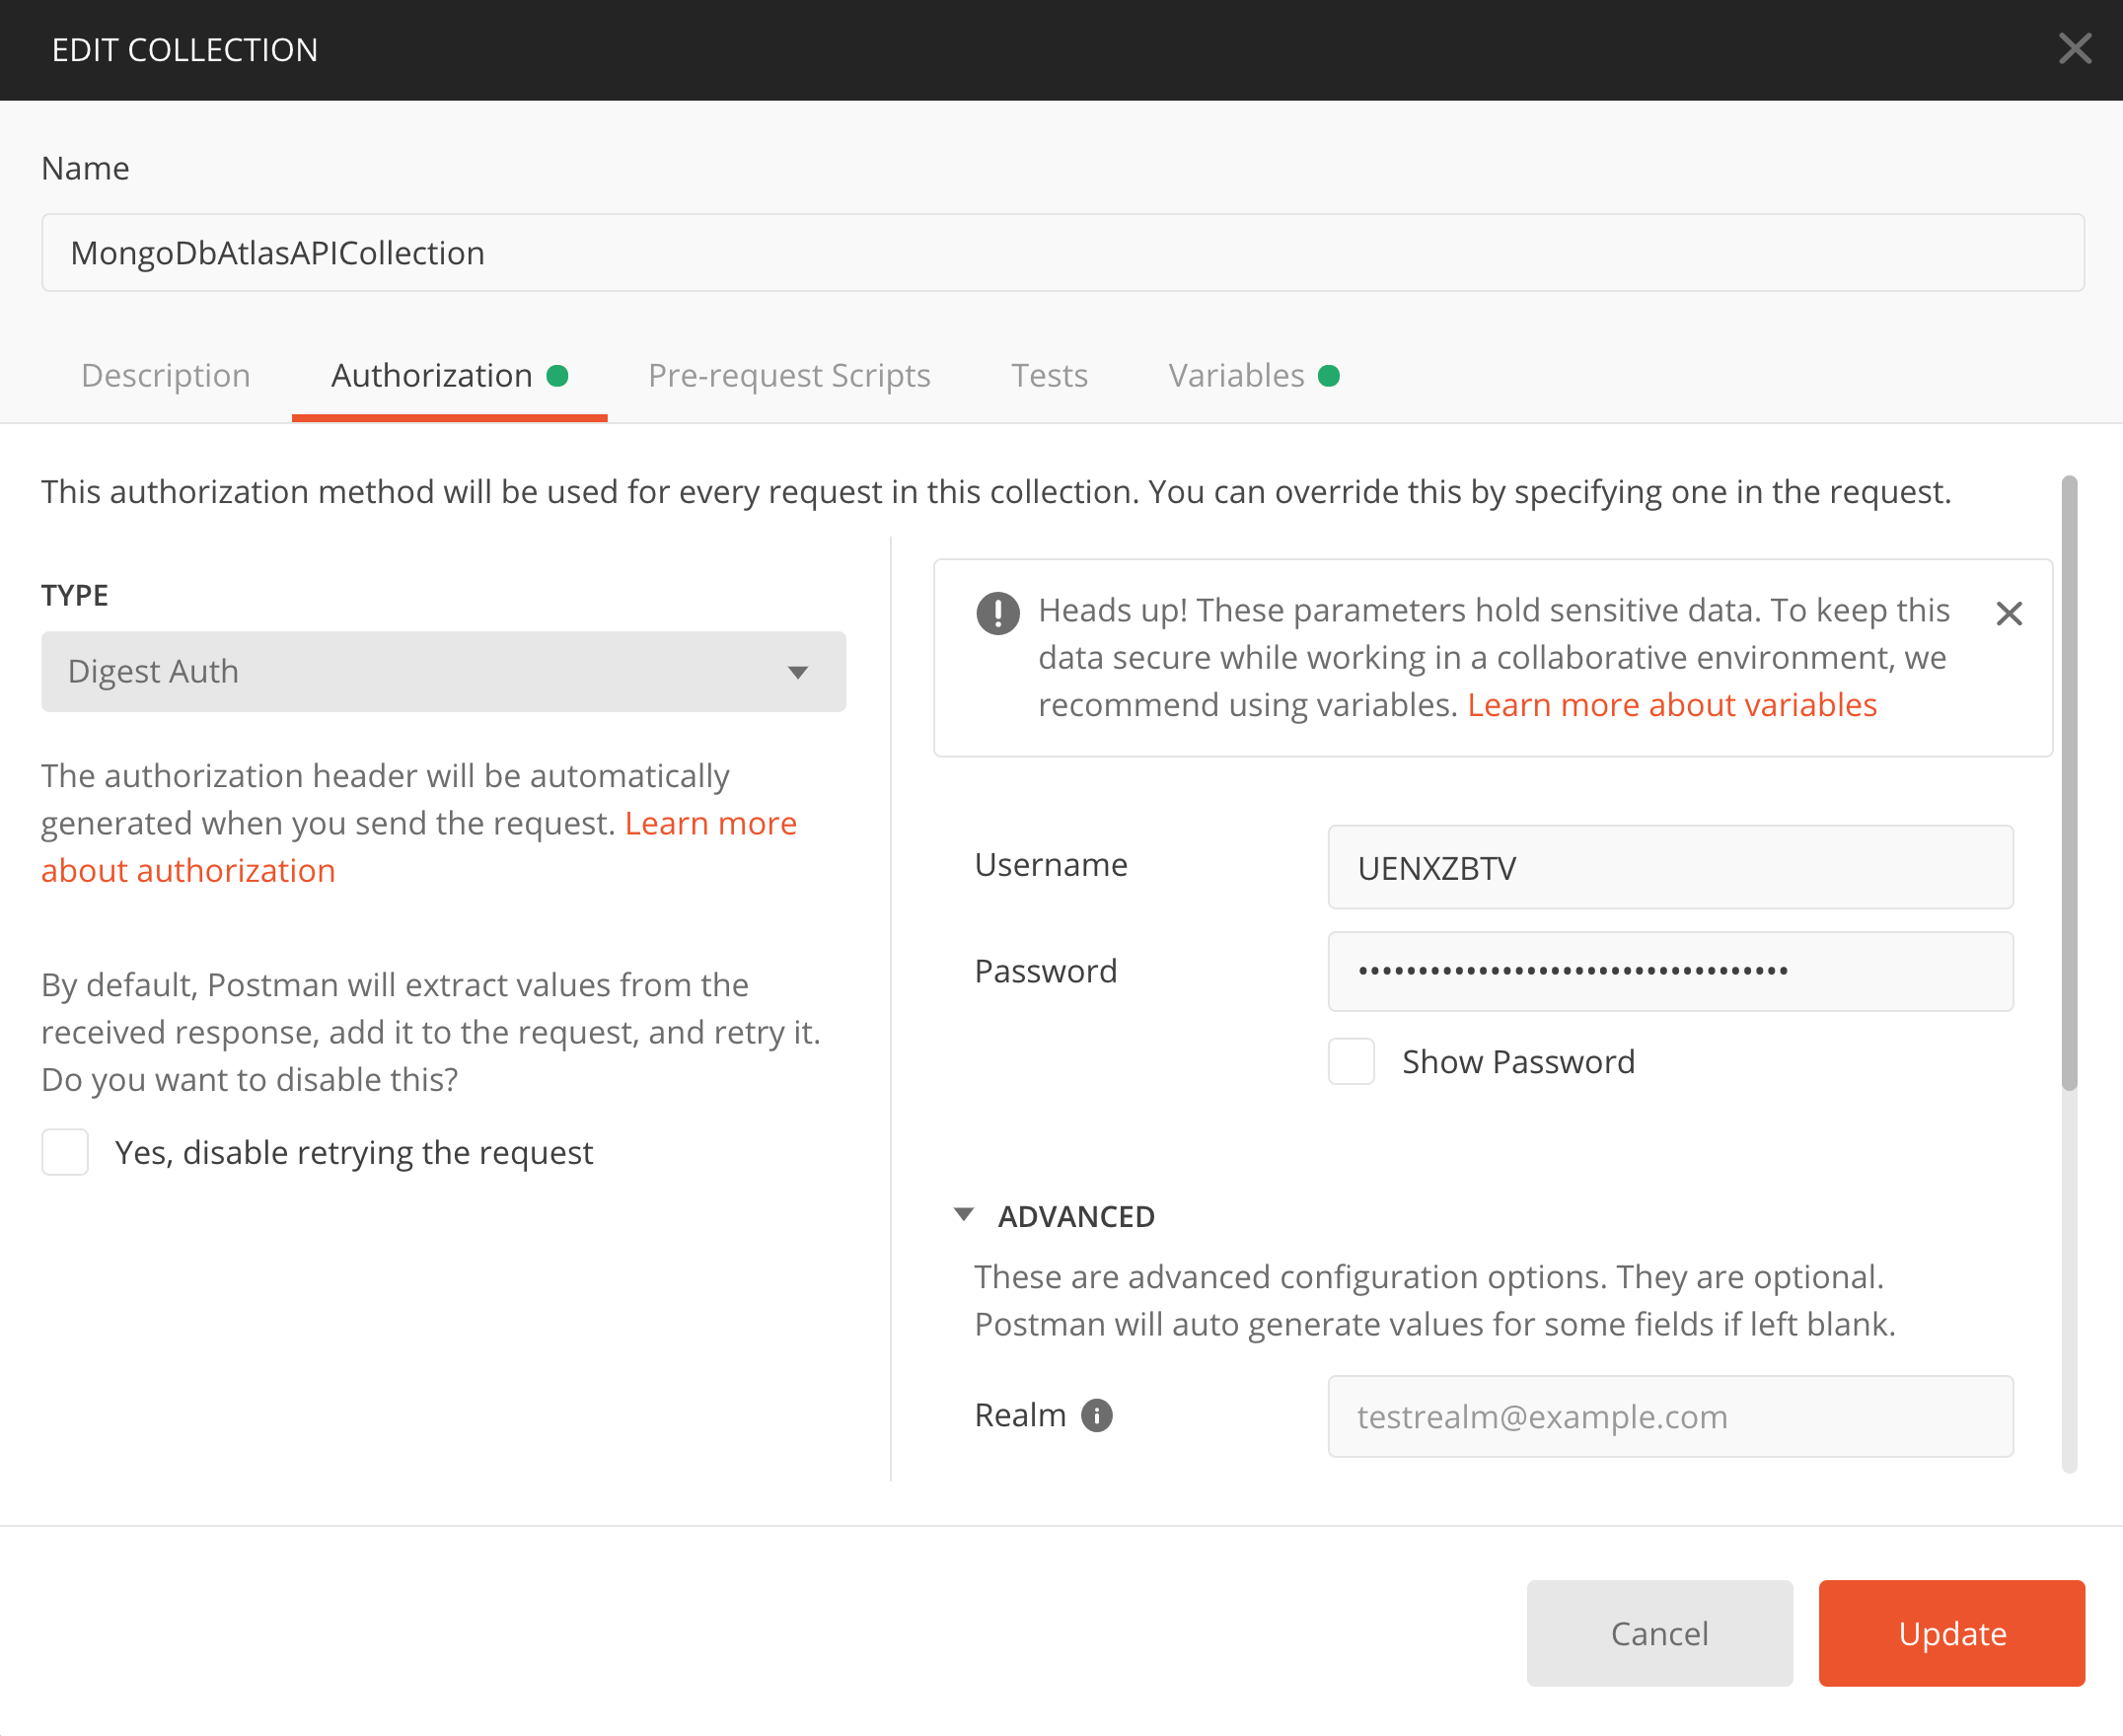 EDIT COLLECTION
Name
MongoDbAtlasAPICollection
Description Authorization Pre-request Scripts Tests Variables
This authorization method will be used for every request in this collection. You can override this by specifying one in the request.
TYPE
Digest Auth
The authorization header will be automatically
generated when you send the request. Learn more
about authorization
By default, Postman will extract values from the
received response, add it to the request, and retry it.
Do you want to disable this?
Yes, disable retrying the request
Heads up! These parameters hold sensitive data. To keep this
data secure while working in a collaborative environment, we
recommend using variables. Learn more about variables
Username UENXZBTV
Password ••••••••••••••••••••••••••••••••••••
Show Password
ADVANCED
These are advanced configuration options. They are optional.
Postman will auto generate values for some fields if left blank.
Realm testrealm@example.com
Cancel Update